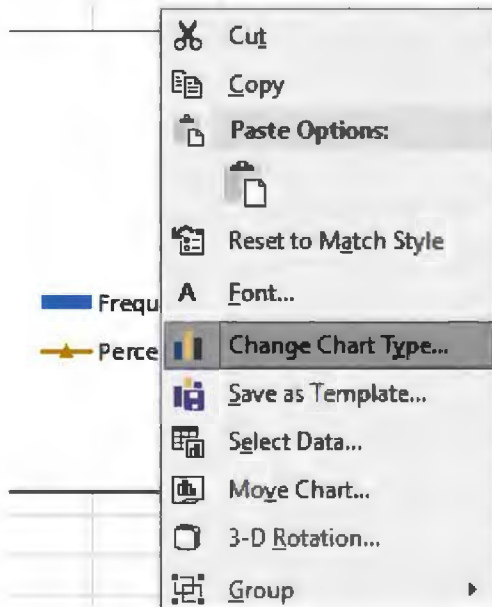 Cut
Copy
Paste Options:
Reset to Match Style
Frequ
Font...
Perce
Change Chart Type...
Save as Template...
Select Data...
Move Chart...
3-D Rotation...
Group